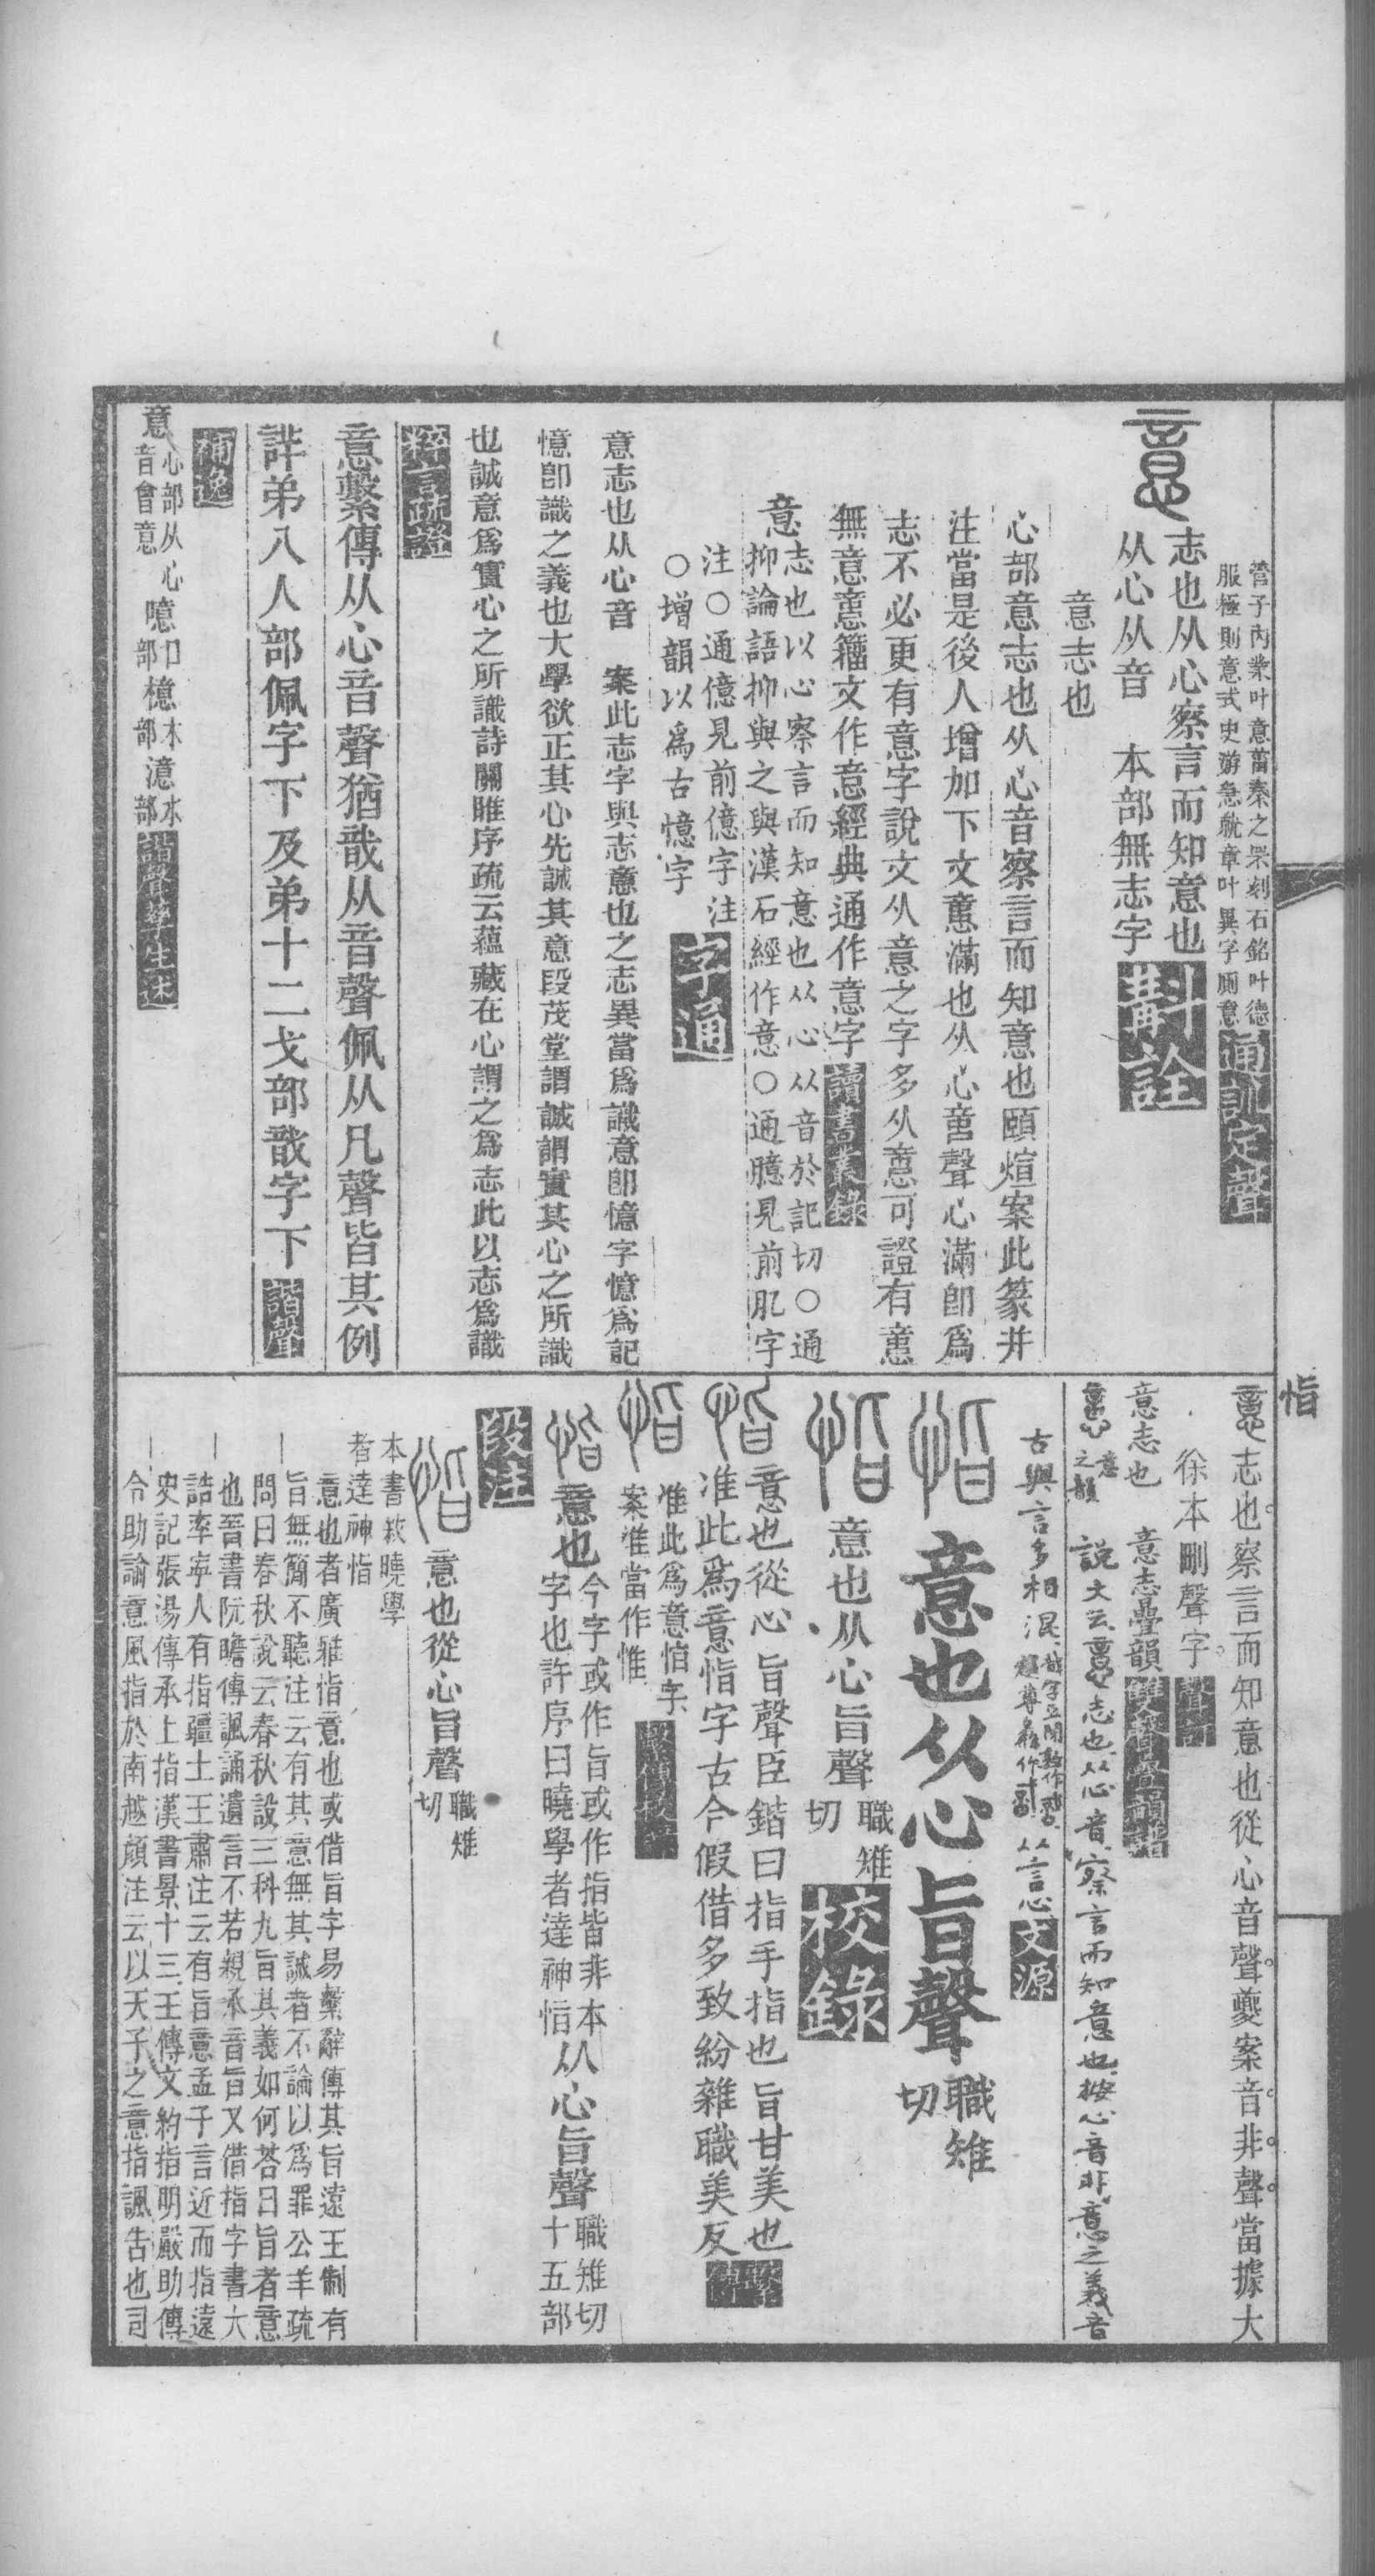 管子內業叶意蕾秦之罘刻石銘叶德
服極則意式史游急就章叶異字廁意
通訓定聲
意 志也从心察言而知意也
从心从音 本部無志字
斠詮
意志也
心部意志也从心音察言而知意也頤煊案此篆并
注當是後人增加下文𢡃滿也从心啻聲心滿卽爲
志不必更有意字說文从意之字多从𢡃可證有𢡃
無意𢡃籒文作意經典通作意字
讀書叢錄
意 志也以心察言而知意也从心从音於記切○通
抑論語抑與之與漢石經作意○通臆見前肊字
注○通億見前億字注
○增韻以爲古憶字
字通
意志也从心音 案此志字與志意也之志異當爲識意卽憶字憶爲記
憶卽識之義也大學欲正其心先誠其意段茂堂謂誠謂實其心之所識
也誠意爲實心之所識詩關雎序疏云蘊藏在心謂之爲志此以志爲識
意繫傳从心音聲猶戠从音聲佩从凡聲皆其例
詳弟八人部佩字下及弟十二戈部戠字下
諧聲
補逸
意 心部从心音會意 噫口部 檍木部 澺水部
諧聲孳生述
恉
意志也察言而知意也從心音聲夔案音非聲當據大
徐本刪聲字
聲訂
意志也 意志疊韻
雙聲疊韻譜
意 意之韻 說文云意志也从心音察言而知意也按心音非意之義音
古與言多相混
从言心
文源
恉 意也从心旨聲 職雉切
恉 意也从心旨聲 職雉切
校錄
恉 意也從心旨聲臣鍇曰指手指也旨甘美也
准此爲意恉字古今假借多致紛雜職美反
繫傳
恉 准此爲意恉字
案准當作惟
繫傳校錄
恉 意也 今字或作旨或作指皆非本字也許序曰曉學者達神恉 从心旨聲 職雉切十五部
段注
恉 意也從心旨聲 職雉切
本書敘曉學
者達神恉
意也者廣雅恉意也或借旨字易繫辭傳其旨遠王制有
旨無簡不聽注云有其意無其誠者不論以爲罪公羊疏
問曰春秋說云春秋設三科九旨其義如何荅曰旨者意
也晉書阮瞻傳諷誦遺言不若親承音旨又借指字書大
誥率寧人有指疆土王肅注云有旨意孟子言近而指遠
史記張湯傳承上指漢書景十三王傳文約指明嚴助傳
令助諭意風指於南越顏注云以天子之意指諷告也司